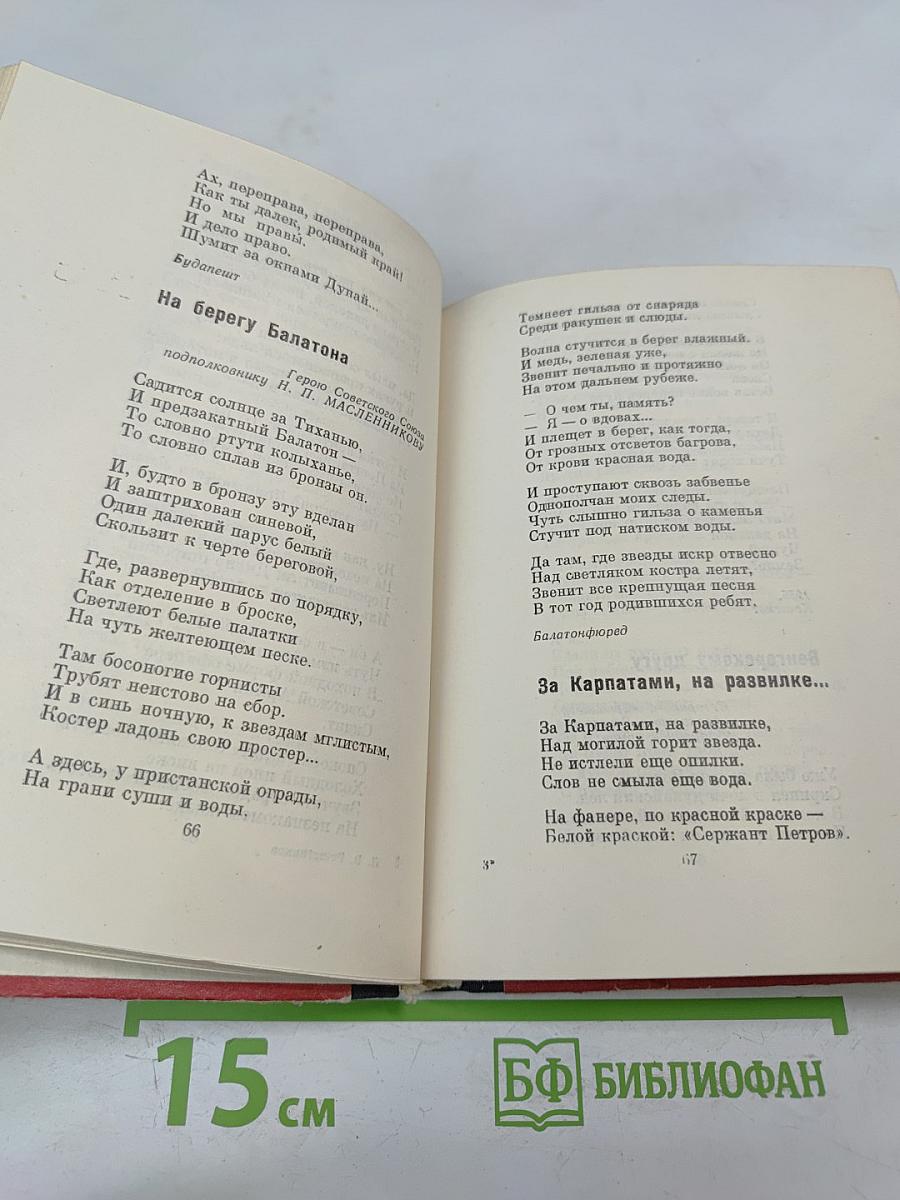 Ах, переправа, переправа,
Как ты далек, родимый край!
Но мы правы́.
И дело право.
Шумит за окнами Дунай...
Будапешт
На берегу Балатона
Герою Советского Союза
подполковнику Н. П. МАСЛЕННИКОВУ
Садится солнце за Тиханью,
И предзакатный Балатон —
То словно ртути колыханье,
То словно сплав из бронзы он.
И, будто в бронзу эту вделан
И заштрихован синевой,
Один далекий парус белый
Скользит к черте береговой,
Где, развернувшись по порядку,
Как отделение в броске,
Светлеют белые палатки
На чуть желтеющем песке.
Там босоногие горнисты
Трубят неистово на сбор.
И в синь ночную, к звездам мглистым,
Костер ладонь свою простер...
А здесь, у пристанской ограды,
На грани суши и воды,
66
Темнеет гильза от снаряда
Среди ракушек и слюды.
Волна стучится в берег влажный.
И медь, зеленая уже,
Звенит печально и протяжно
На этом дальнем рубеже.
— О чем ты, память?
— Я — о вдовах...
И плещет в берег, как тогда,
От грозных отсветов багрова,
От крови красная вода.
И проступают сквозь забвенье
Однополчан моих следы.
Чуть слышно гильза о каменья
Стучит под натиском воды.
Да там, где звезды искр отвесно
Над светляком костра летят,
Звенит все крепнущая песня
В тот год родившихся ребят.
Балатонфюред
За Карпатами, на развилке...
За Карпатами, на развилке,
Над могилой горит звезда.
Не истлели еще опилки.
Слов не смыла еще вода.
На фанере, по красной краске —
Белой краской: «Сержант Петров».
3*
67
15 см
БФ БИБЛИОФАН